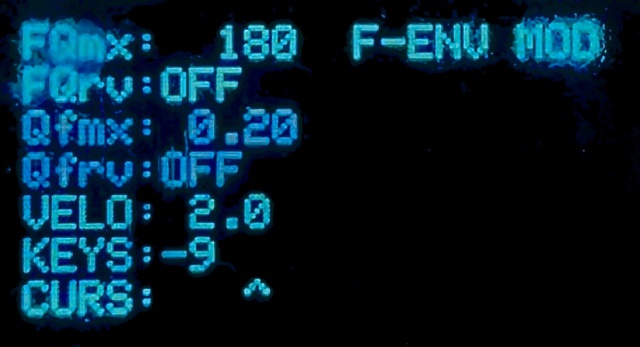 FQmx:  180  F-ENV MOD
FQrv:OFF
Qfmx: 0.20
Qfrv:OFF
VELO: 2.0
KEYS:-9
CURS:   ^